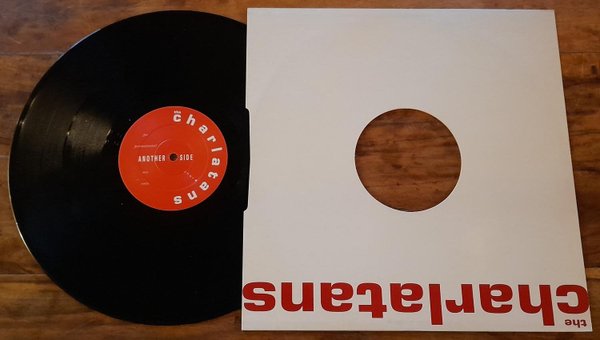 the
charlatans
ANOTHER SIDE
the
charlatans